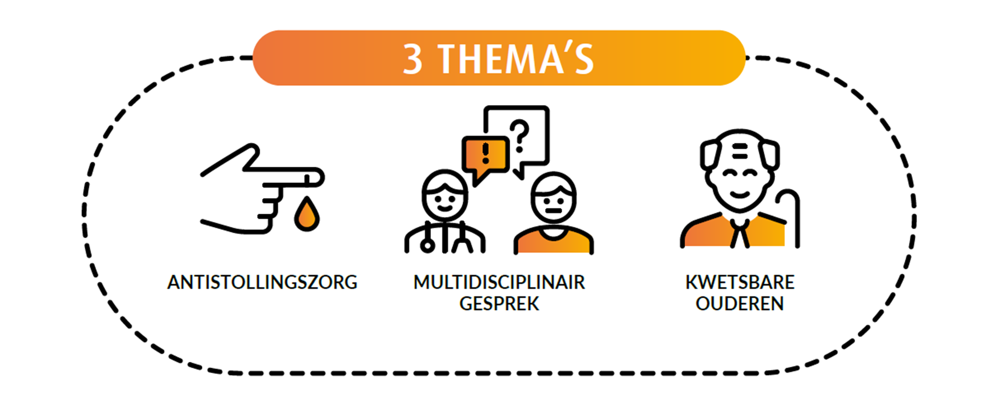 3 THEMA'S
!
?
ANTISTOLLINGSZORG
MULTIDISCIPLINAIR
GESPREK
KWETSBARE
OUDEREN